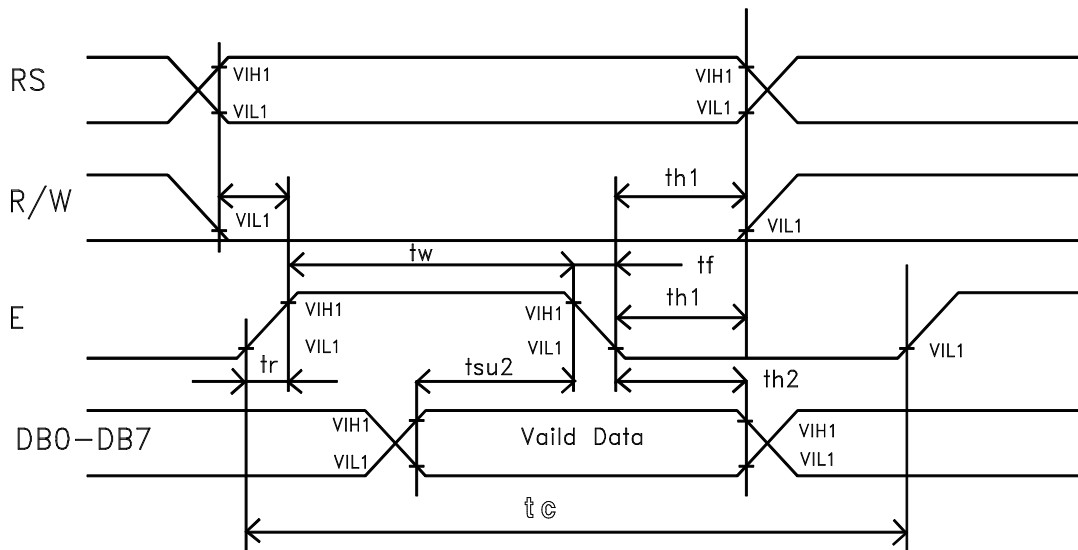 RS
VIH1
VIL1
VIH1
VIL1
R/W
VIL1
th1
VIL1
tw
tf
th1
E
VIH1
VIL1
VIH1
VIL1
VIL1
tr
tsu2
th2
DB0-DB7
VIH1
VIL1
Vaild Data
VIH1
VIL1
tc